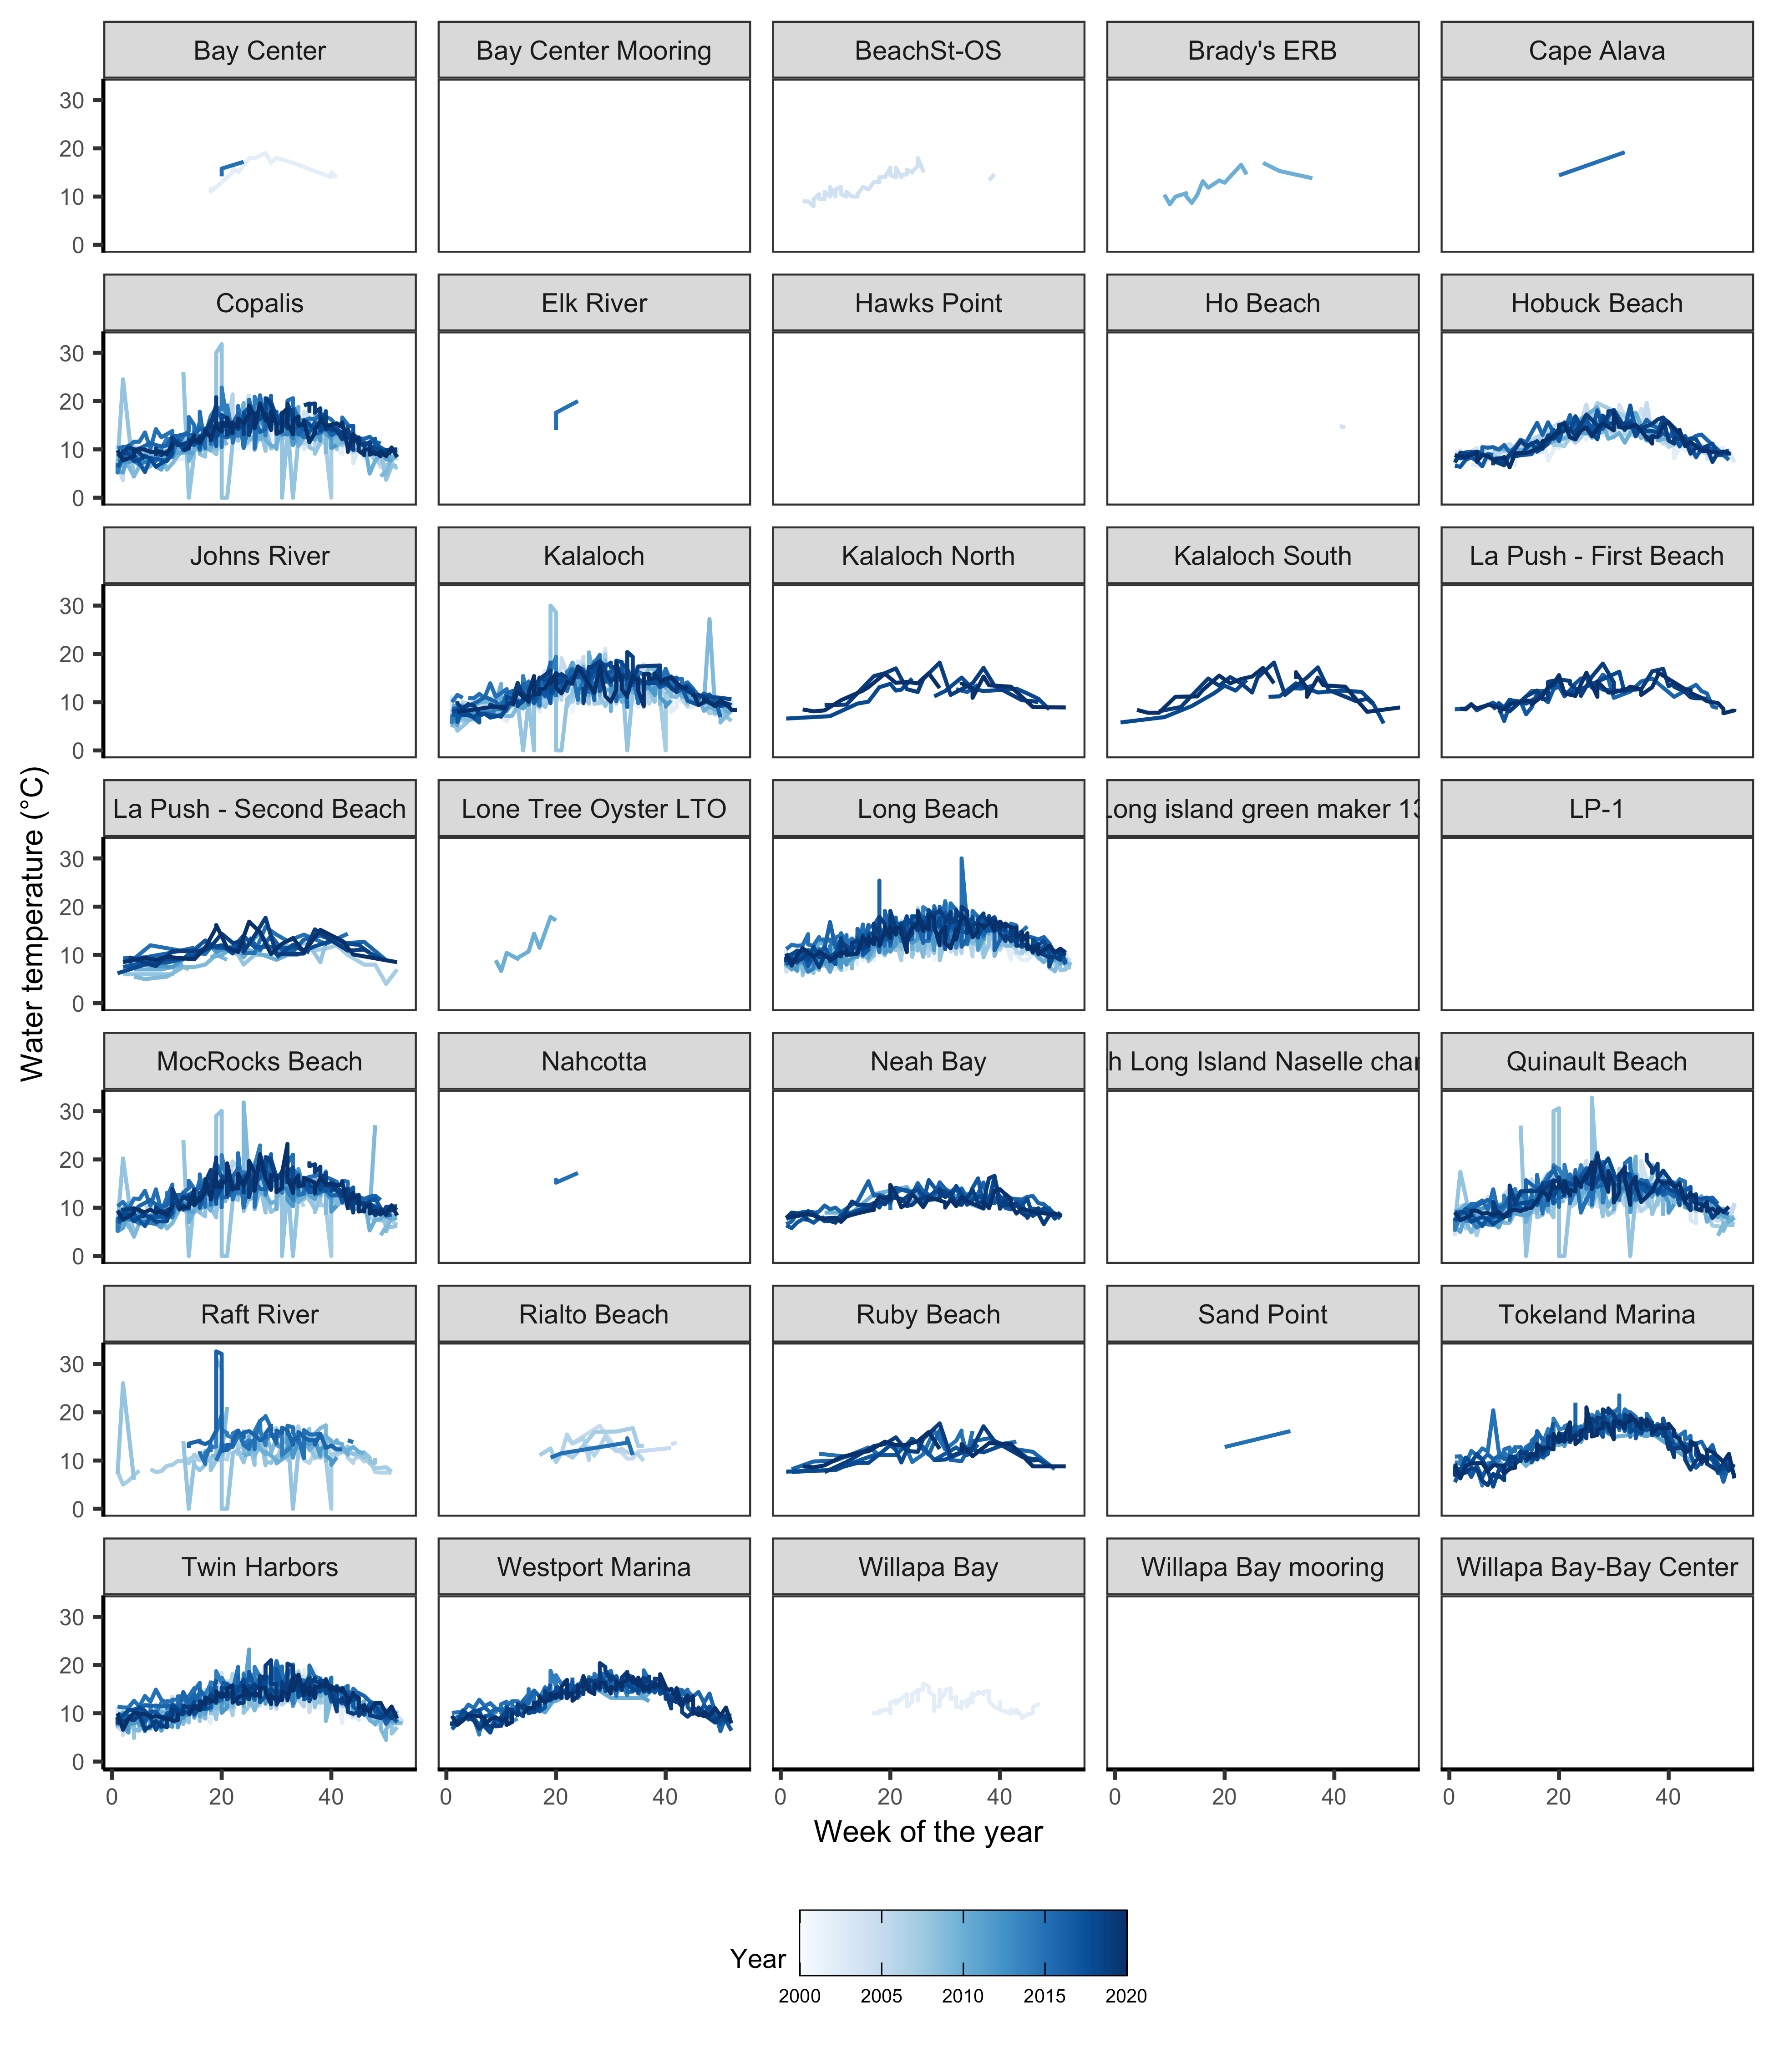 Bay Center Bay Center Mooring BeachSt-OS Brady's ERB Cape Alava
30
20
10
0
Copalis Elk River Hawks Point Ho Beach Hobuck Beach
30
20
10
0
Johns River Kalaloch Kalaloch North Kalaloch South La Push - First Beach
30
20
10
0
La Push - Second Beach Lone Tree Oyster LTO Long Beach Long island green maker 13 LP-1
30
20
10
0
MocRocks Beach Nahcotta Neah Bay h Long Island Naselle char Quinault Beach
30
20
10
0
Raft River Rialto Beach Ruby Beach Sand Point Tokeland Marina
30
20
10
0
Twin Harbors Westport Marina Willapa Bay Willapa Bay mooring Willapa Bay-Bay Center
30
20
10
0
0 20 40 0 20 40 0 20 40 0 20 40 0 20 40
Week of the year
Water temperature (°C)
Year
2000 2005 2010 2015 2020